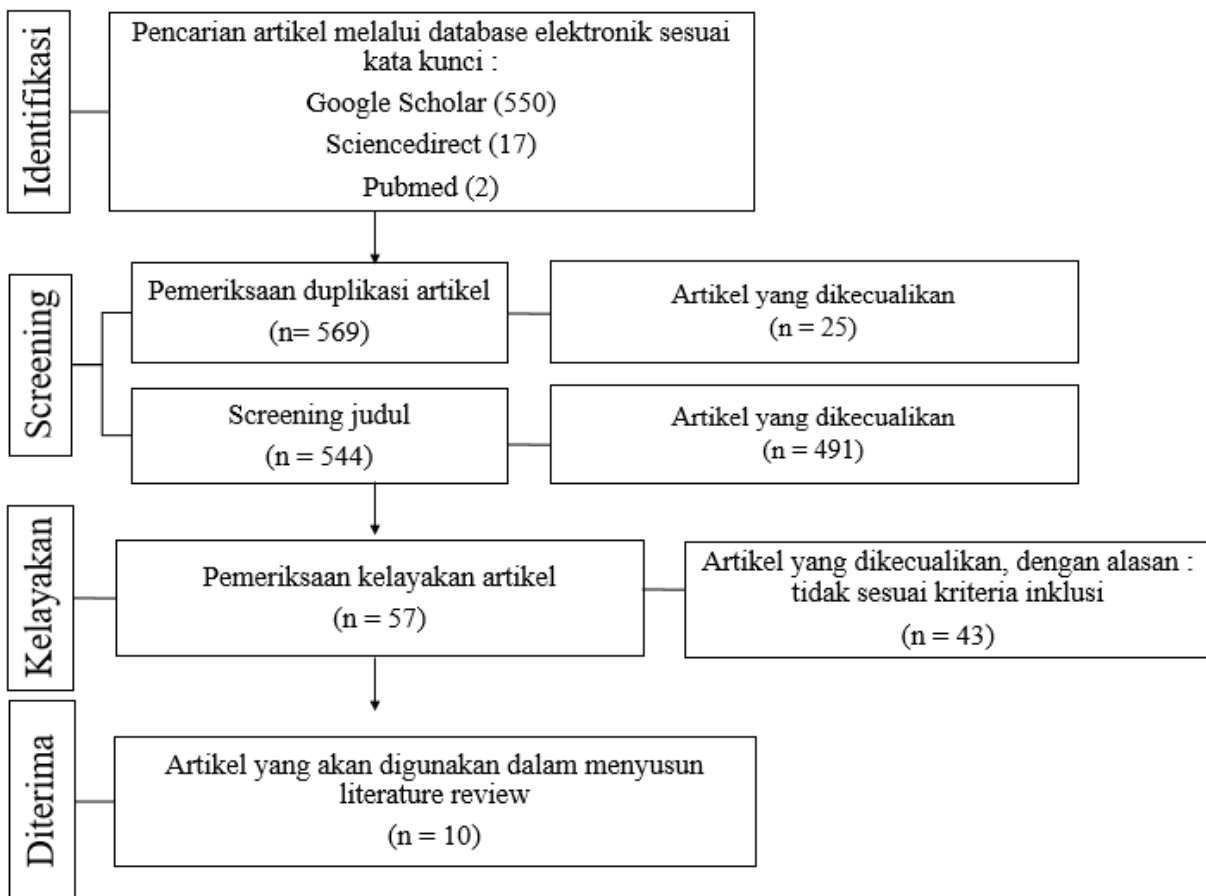 Identifikasi
Pencarian artikel melalui database elektronik sesuai
kata kunci :
Google Scholar (550)
Sciencedirect (17)
Pubmed (2)
Screening
Pemeriksaan duplikasi artikel
(n= 569)
Artikel yang dikecualikan
(n = 25)
Screening judul
(n = 544)
Artikel yang dikecualikan
(n = 491)
Kelayakan
Pemeriksaan kelayakan artikel
(n = 57)
Artikel yang dikecualikan, dengan alasan :
tidak sesuai kriteria inklusi
(n = 43)
Diterima
Artikel yang akan digunakan dalam menyusun
literature review
(n = 10)